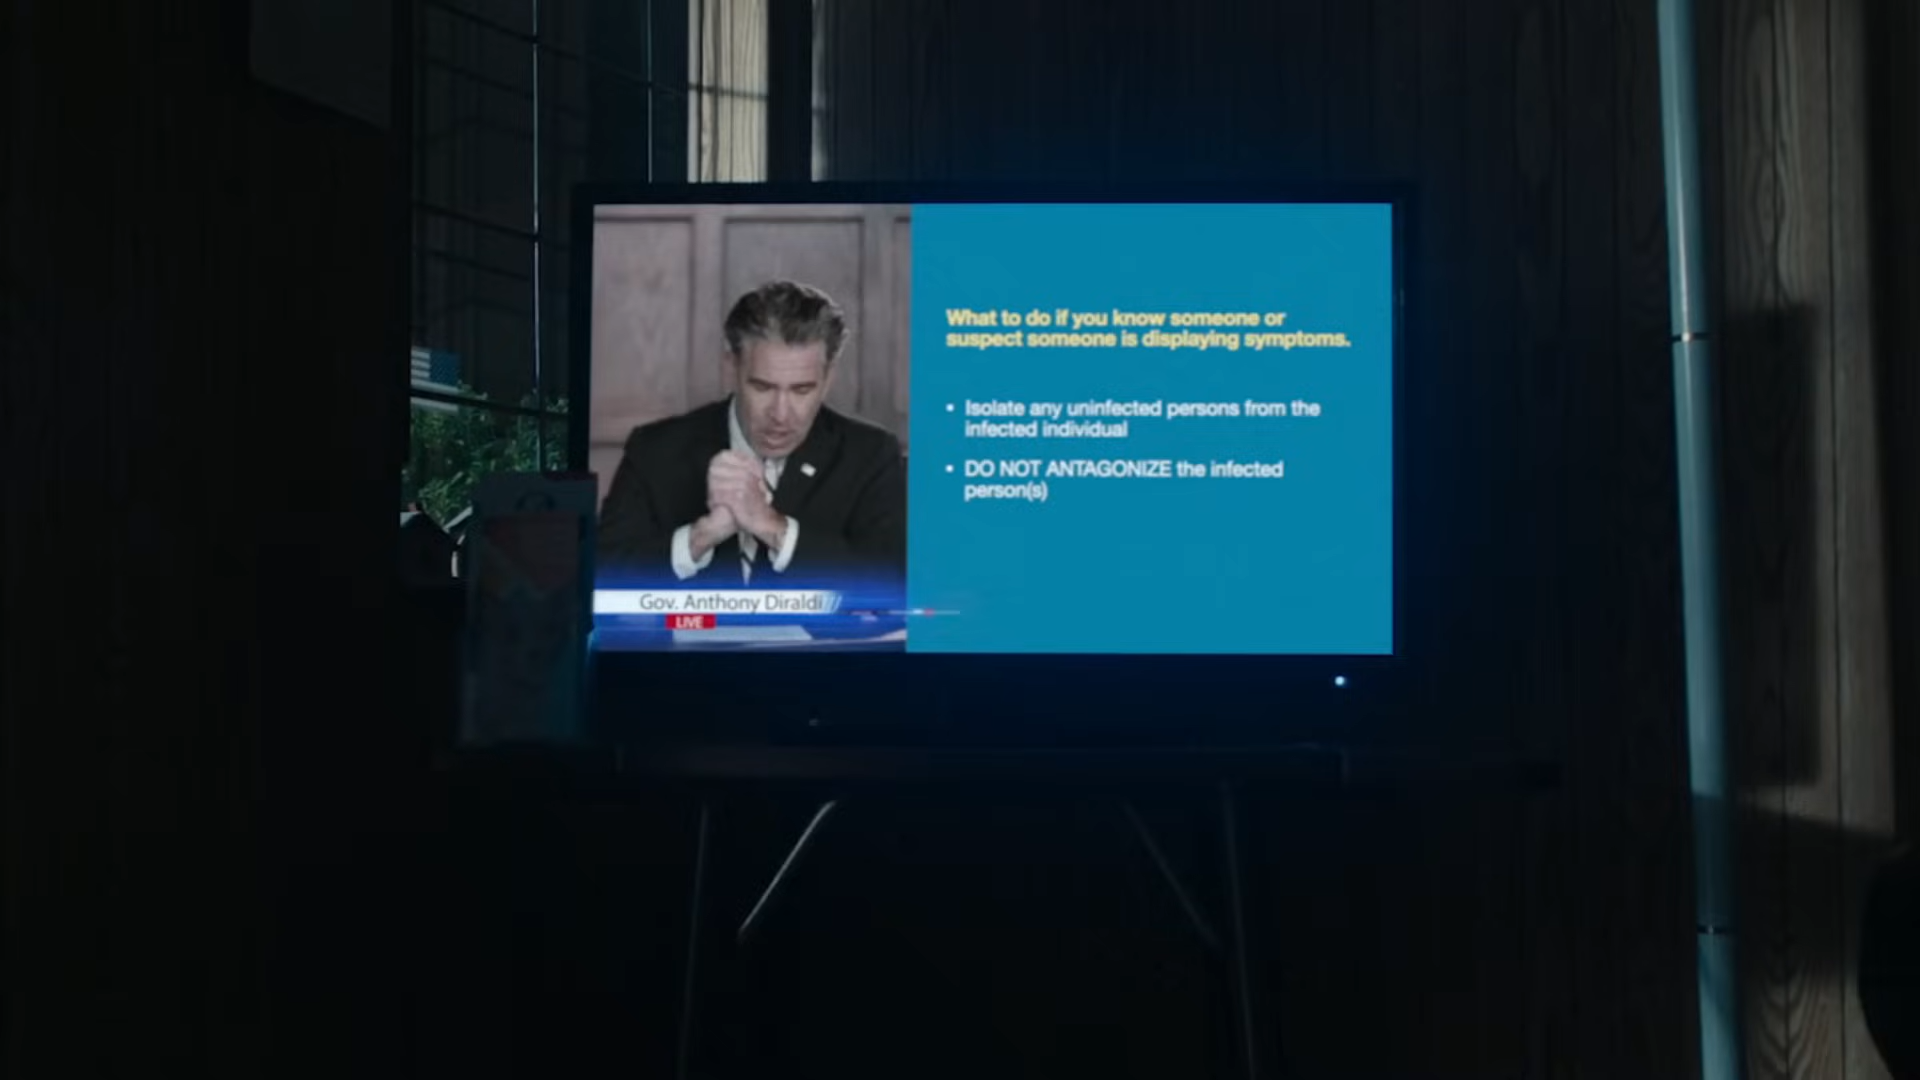 What to do if you know someone or
suspect someone is displaying symptoms.
• Isolate any uninfected persons from the
infected individual
• DO NOT ANTAGONIZE the infected
person(s)
Gov. Anthony Diraldi
LIVE